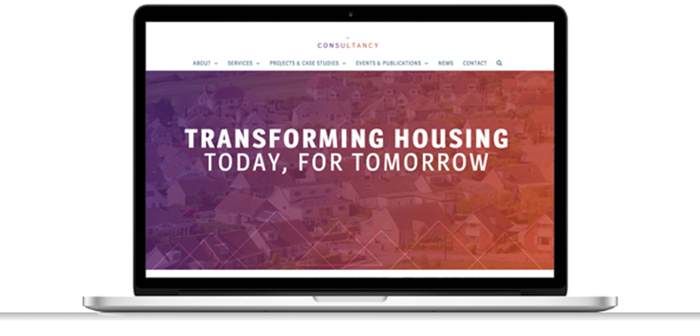 CONSULTANCY
ABOUT SERVICES PROJECTS & CASE STUDIES EVENTS & PUBLICATIONS NEWS CONTACT
TRANSFORMING HOUSING
TODAY, FOR TOMORROW